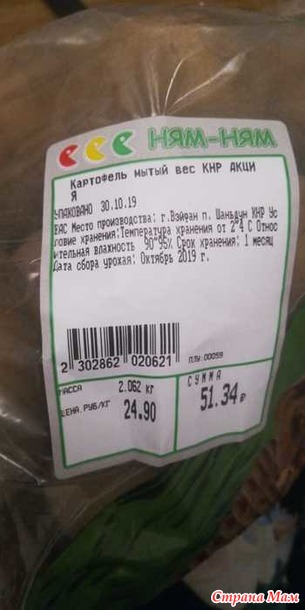 НЯМ-НЯМ
Картофель мытый вес КНР АКЦИ
Я
УПАКОВАНО 30.10.19
ЕАС Место производства: г.Вэйфан п. Шаньдун КНР Ус
ловие хранения:Температура хранения от 2*4 С Относ
ительная влажность 90*95% Срок хранения: 1 месяц
Дата сбора урожая: Октябрь 2019 г.
2 302862 020621
ПЛУ:00059
МАССА 2.062 кг
СУММА
ЦЕНА,РУБ/КГ 24.90
51.34 ₽
Страна Мам